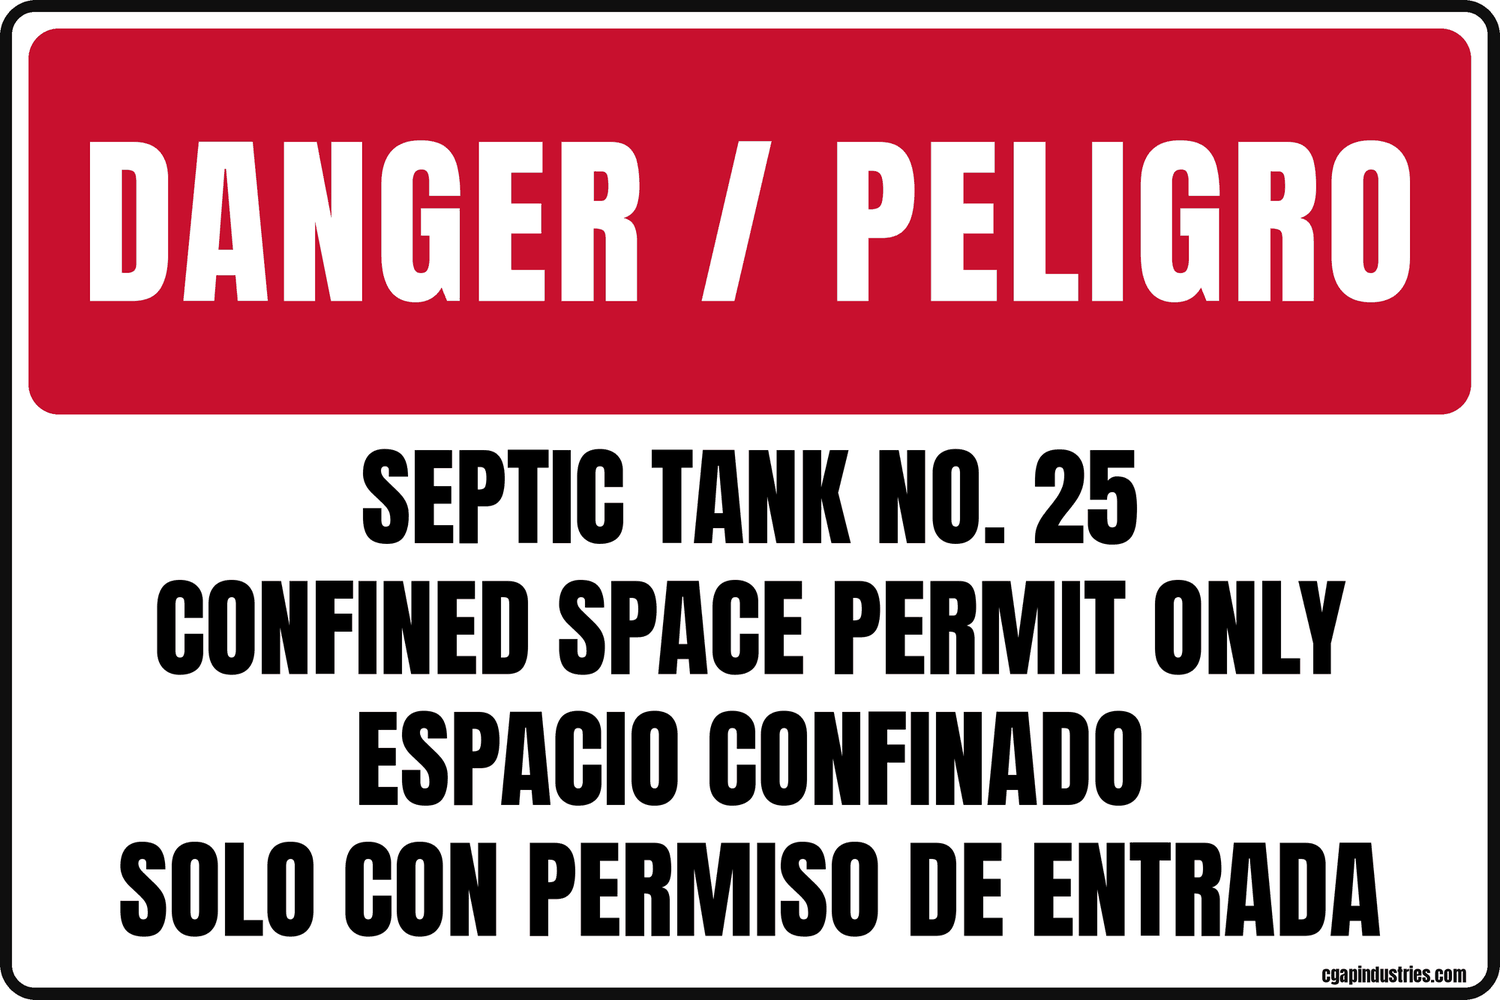 DANGER / PELIGRO
SEPTIC TANK NO. 25
CONFINED SPACE PERMIT ONLY
ESPACIO CONFINADO
SOLO CON PERMISO DE ENTRADA
cgapindustries.com